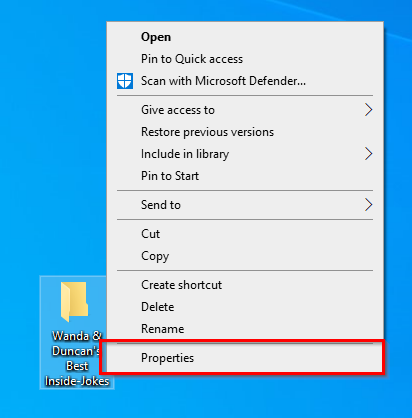 Open
Pin to Quick access
Scan with Microsoft Defender...
Give access to
Restore previous versions
Include in library
Pin to Start
Send to
Cut
Copy
Create shortcut
Delete
Rename
Properties
Wanda &
Duncan's
Best
Inside-Jokes